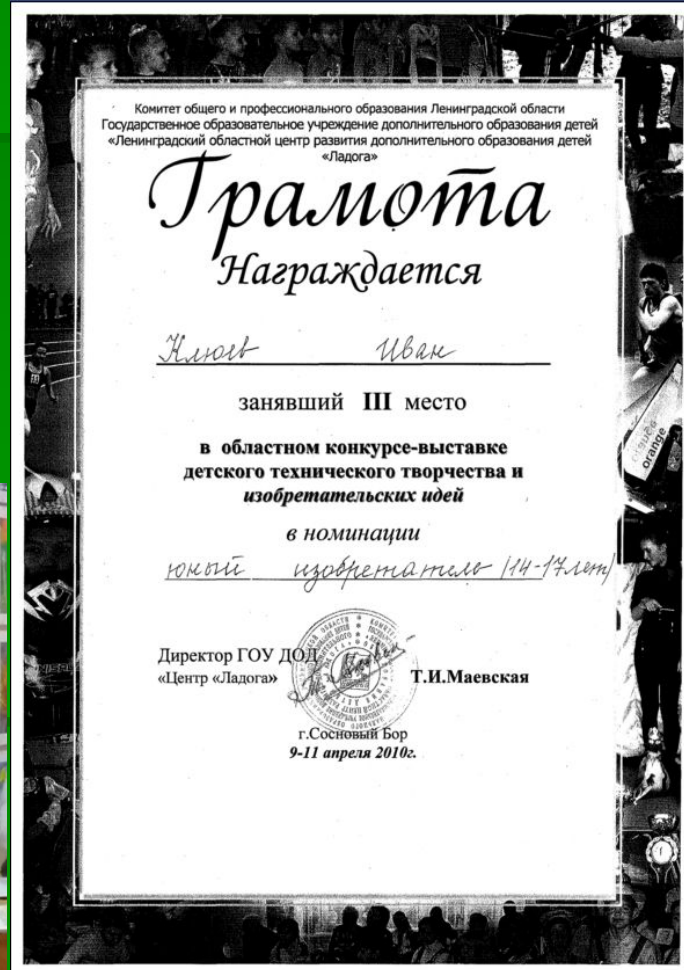 Комитет общего и профессионального образования Ленинградской области
Государственное образовательное учреждение дополнительного образования детей
«Ленинградский областной центр развития дополнительного образования детей
«Ладога»
Грамота
Награждается
Клюев Иван
занявший III место
в областном конкурсе-выставке
детского технического творчества и
изобретательских идей
в номинации
юный изобретатель (14-17 лет)
Директор ГОУ ДОД
«Центр «Ладога» Т.И.Маевская
г.Сосновый Бор
9-11 апреля 2010г.
orange